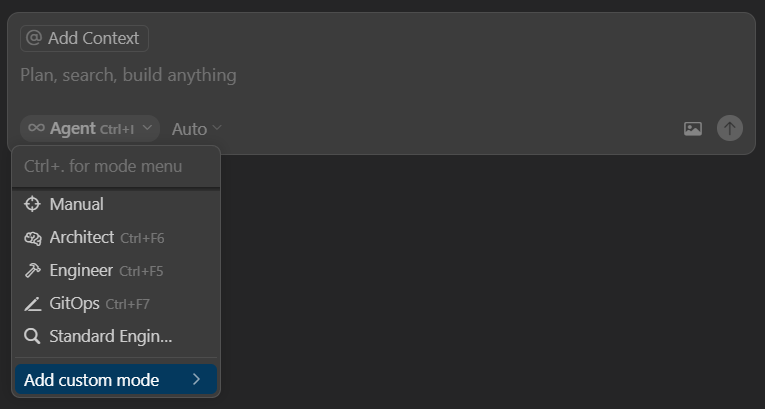 @ Add Context
Plan, search, build anything
Agent Ctrl+I
Auto
Ctrl+. for mode menu
Manual
Architect Ctrl+F6
Engineer Ctrl+F5
GitOps Ctrl+F7
Standard Engin...
Add custom mode